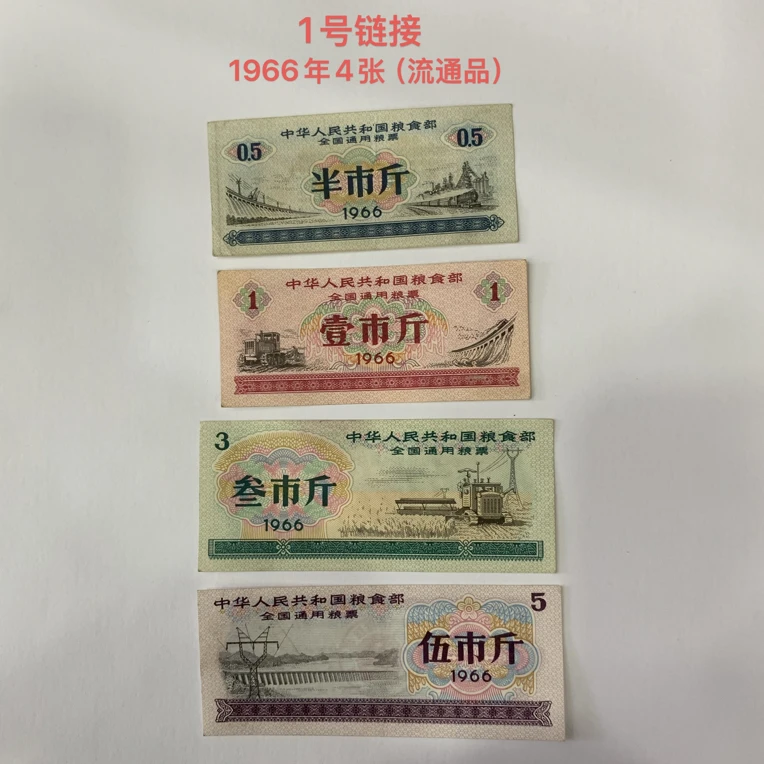 1号链接
1966年4张（流通品）
中华人民共和国粮食部
全国通用粮票
0.5
0.5
半市斤
1966
中华人民共和国粮食部
全国通用粮票
1
1
壹市斤
1966
3
中华人民共和国粮食部
全国通用粮票
叁市斤
1966
中华人民共和国粮食部
5
全国通用粮票
伍市斤
1966